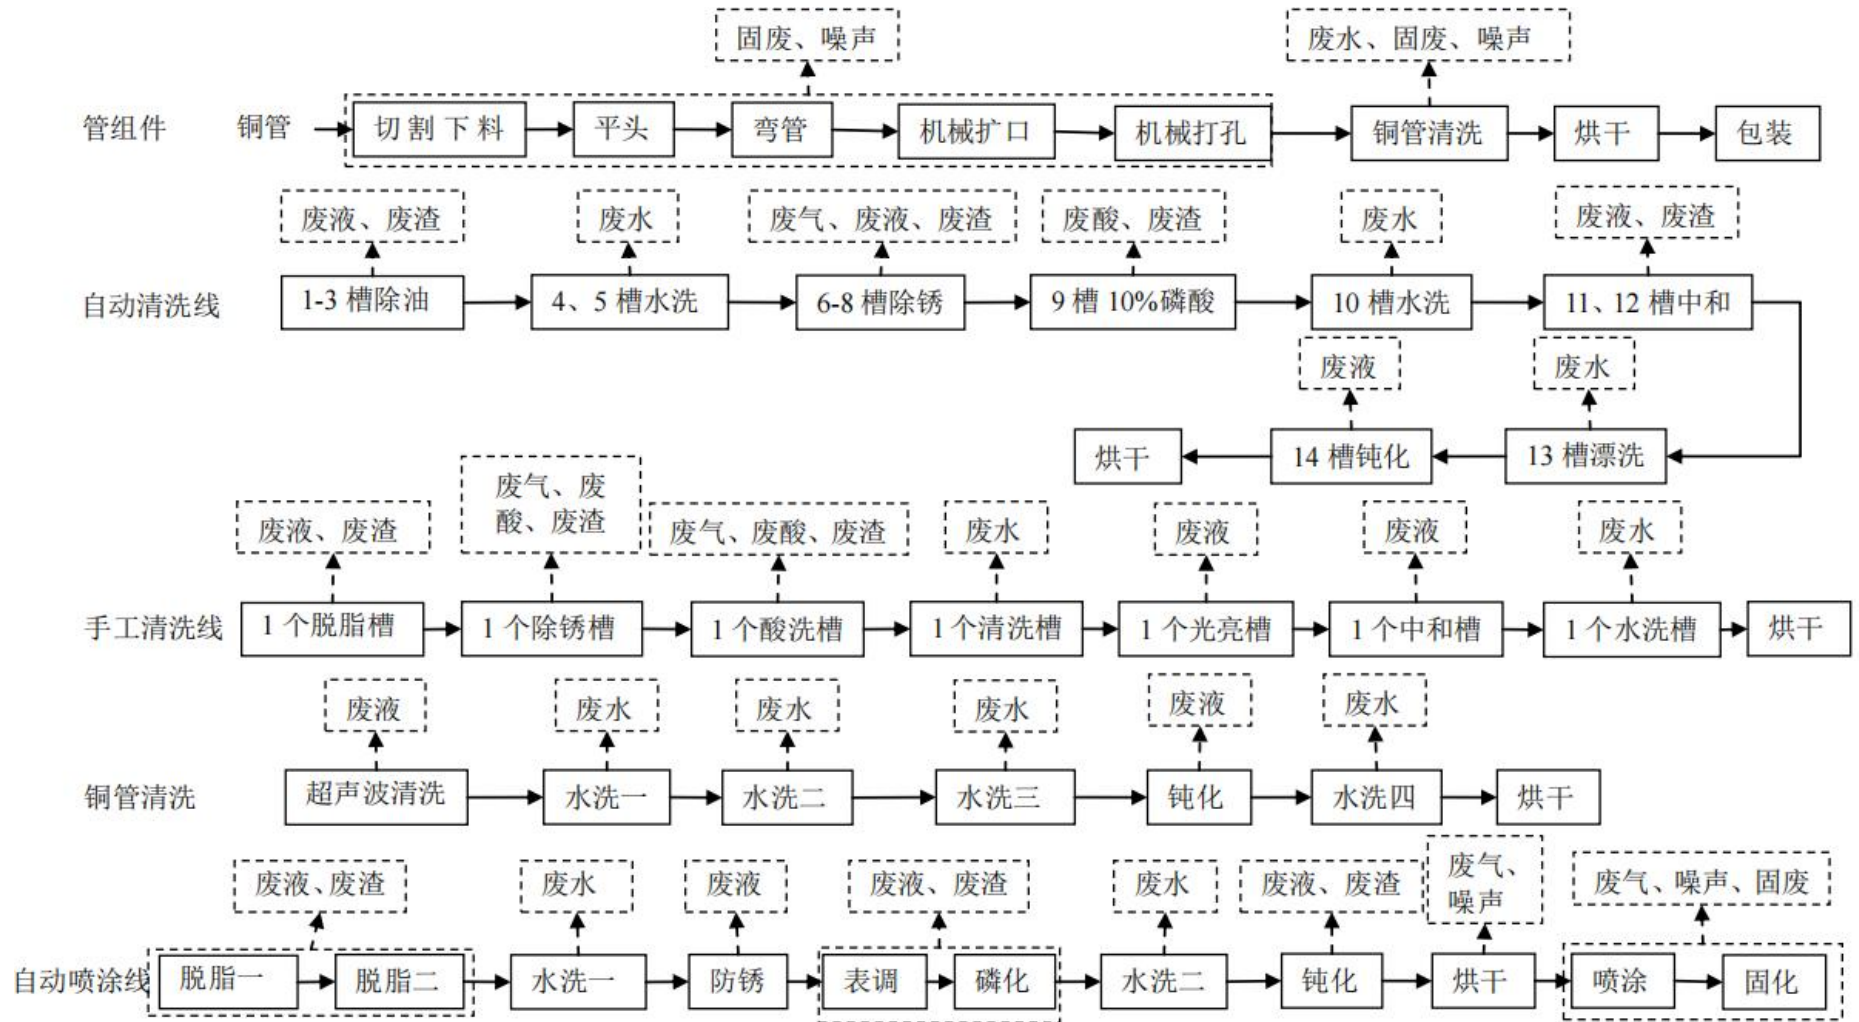 固废、噪声
废水、固废、噪声
管组件
铜管
切割下料
平头
弯管
机械扩口
机械打孔
铜管清洗
烘干
包装
废液、废渣
废水
废气、废液、废渣
废酸、废渣
废水
废液、废渣
自动清洗线
1-3 槽除油
4、5 槽水洗
6-8 槽除锈
9 槽 10%磷酸
10 槽水洗
11、12 槽中和
废液
废水
烘干
14 槽钝化
13 槽漂洗
废液、废渣
废气、废
酸、废渣
废气、废酸、废渣
废水
废液
废液
废水
手工清洗线
1 个脱脂槽
1 个除锈槽
1 个酸洗槽
1 个清洗槽
1 个光亮槽
1 个中和槽
1 个水洗槽
烘干
废液
废水
废水
废水
废液
废水
铜管清洗
超声波清洗
水洗一
水洗二
水洗三
钝化
水洗四
烘干
废液、废渣
废水
废液
废液、废渣
废水
废液、废渣
废气、
噪声
废气、噪声、固废
自动喷涂线
脱脂一
脱脂二
水洗一
防锈
表调
磷化
水洗二
钝化
烘干
喷涂
固化